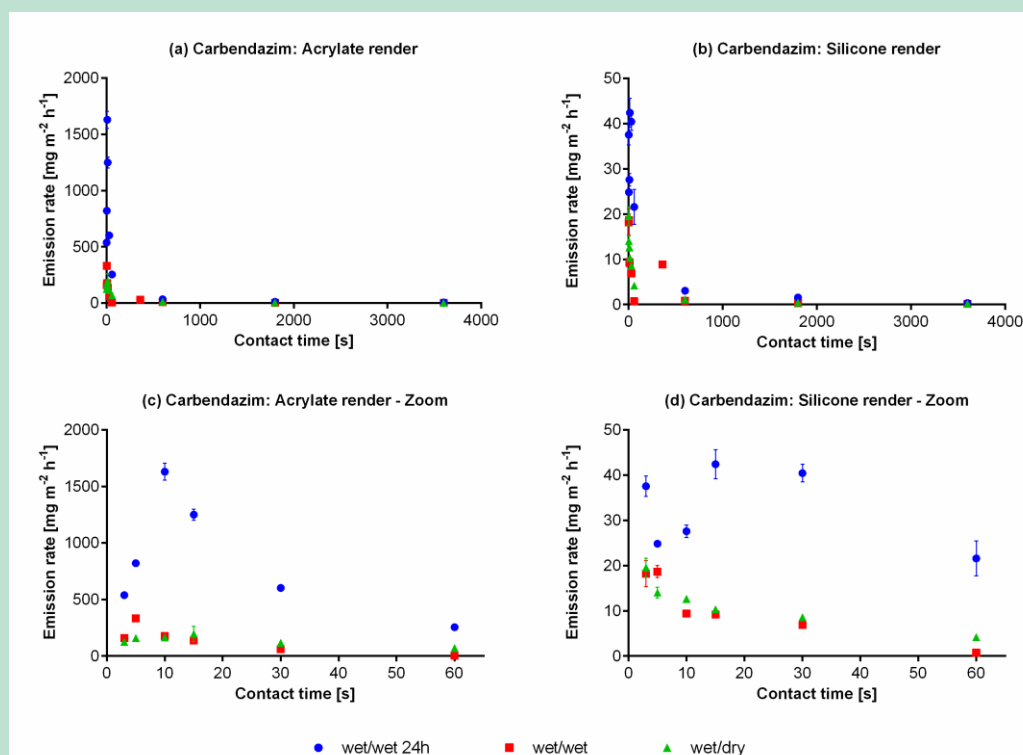 (a) Carbendazim: Acrylate render
Emission rate [mg m⁻² h⁻¹]
2000
1500
1000
500
0
0 1000 2000 3000 4000
Contact time [s]
(b) Carbendazim: Silicone render
Emission rate [mg m⁻² h⁻¹]
50
40
30
20
10
0
0 1000 2000 3000 4000
Contact time [s]
(c) Carbendazim: Acrylate render - Zoom
Emission rate [mg m⁻² h⁻¹]
2000
1500
1000
500
0
0 10 20 30 40 50 60
Contact time [s]
(d) Carbendazim: Silicone render - Zoom
Emission rate [mg m⁻² h⁻¹]
50
40
30
20
10
0
0 10 20 30 40 50 60
Contact time [s]
wet/wet 24h wet/wet wet/dry